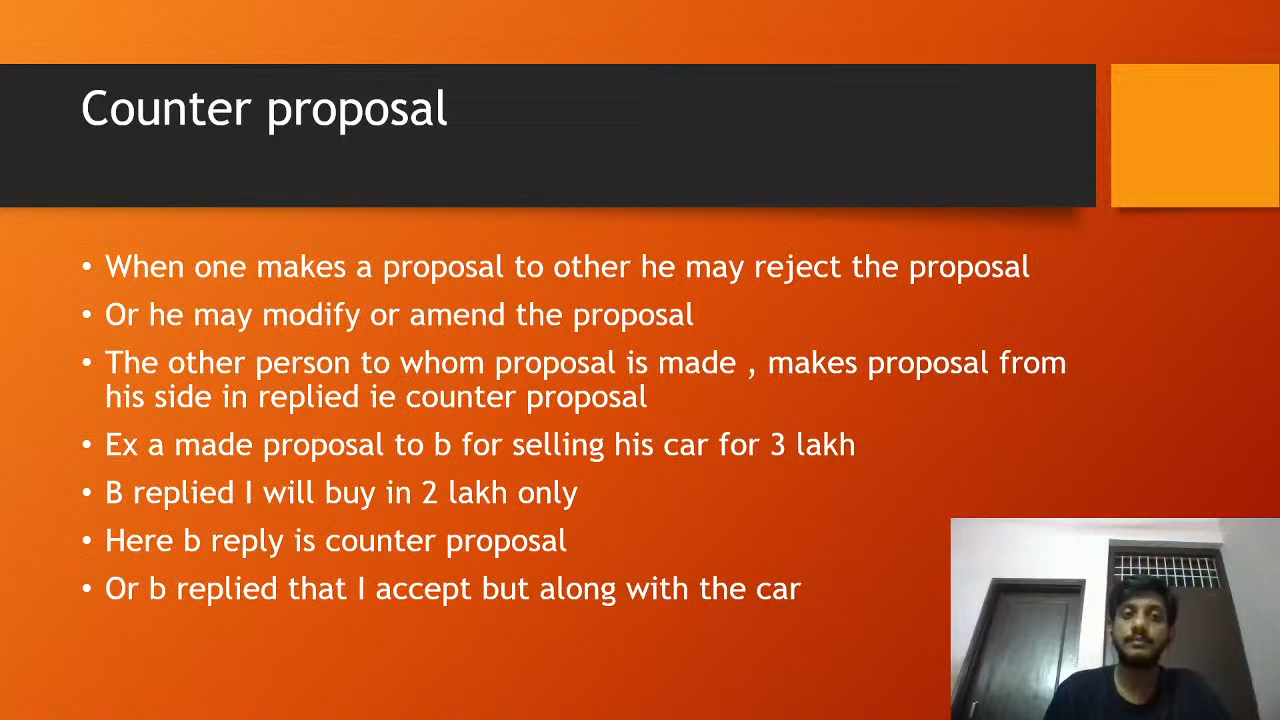 Counter proposal
• When one makes a proposal to other he may reject the proposal
• Or he may modify or amend the proposal
• The other person to whom proposal is made , makes proposal from
his side in replied ie counter proposal
• Ex a made proposal to b for selling his car for 3 lakh
• B replied I will buy in 2 lakh only
• Here b reply is counter proposal
• Or b replied that I accept but along with the car